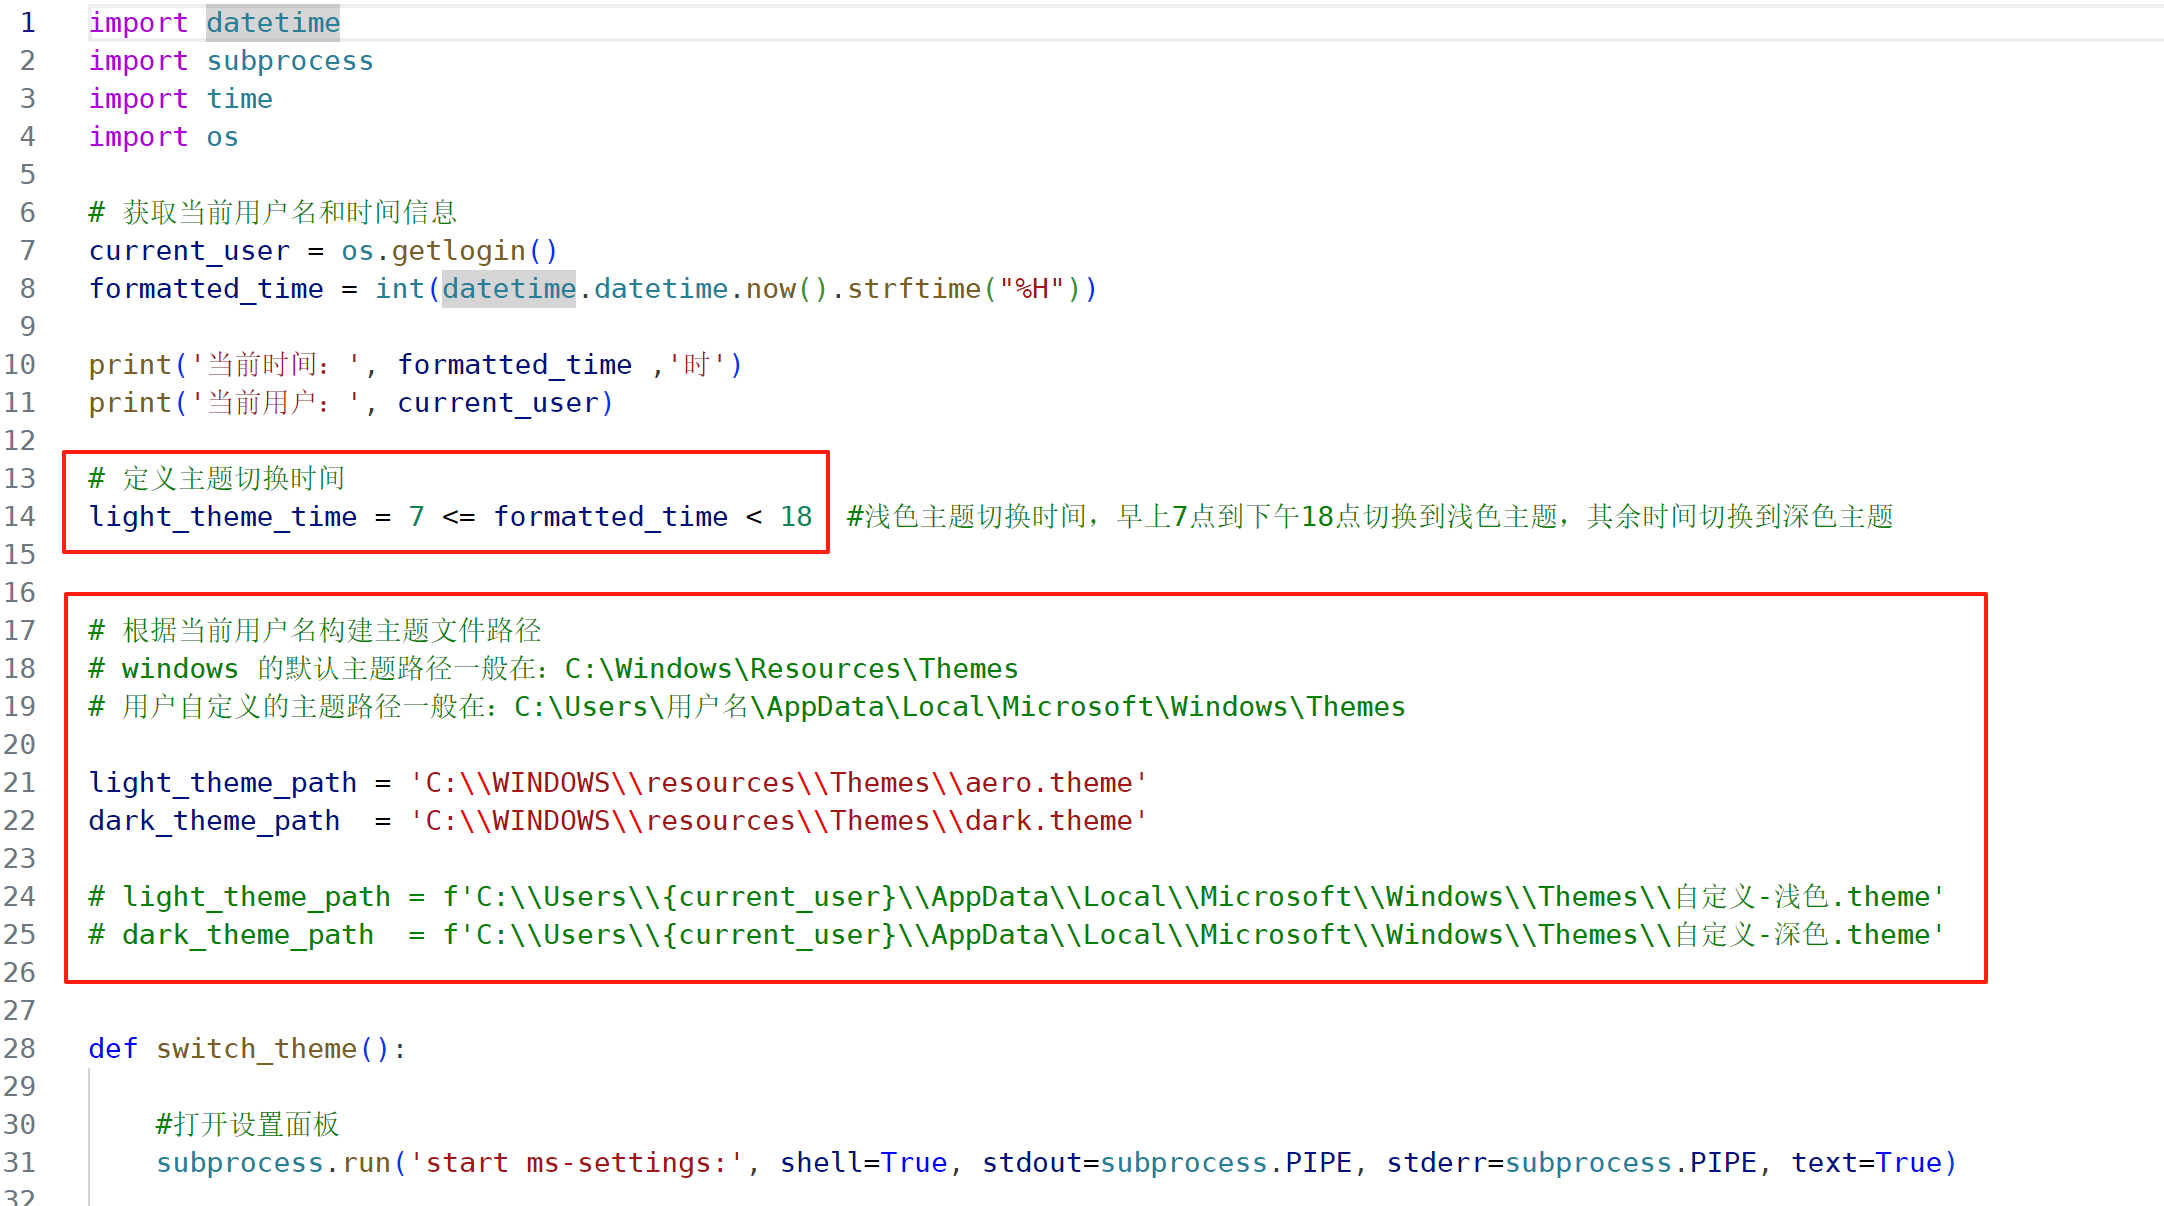 1 import datetime
2 import subprocess
3 import time
4 import os
5
6 # 获取当前用户名和时间信息
7 current_user = os.getlogin()
8 formatted_time = int(datetime.datetime.now().strftime("%H"))
9
10 print('当前时间：', formatted_time ,'时')
11 print('当前用户：', current_user)
12
13 # 定义主题切换时间
14 light_theme_time = 7 <= formatted_time < 18  #浅色主题切换时间，早上7点到下午18点切换到浅色主题，其余时间切换到深色主题
15
16
17 # 根据当前用户名构建主题文件路径
18 # windows 的默认主题路径一般在：C:\Windows\Resources\Themes
19 # 用户自定义的主题路径一般在：C:\Users\用户名\AppData\Local\Microsoft\Windows\Themes
20
21 light_theme_path = 'C:\\WINDOWS\\resources\\Themes\\aero.theme'
22 dark_theme_path  = 'C:\\WINDOWS\\resources\\Themes\\dark.theme'
23
24 # light_theme_path = f'C:\\Users\\{current_user}\\AppData\\Local\\Microsoft\\Windows\\Themes\\自定义-浅色.theme'
25 # dark_theme_path  = f'C:\\Users\\{current_user}\\AppData\\Local\\Microsoft\\Windows\\Themes\\自定义-深色.theme'
26
27
28 def switch_theme():
29
30     #打开设置面板
31     subprocess.run('start ms-settings:', shell=True, stdout=subprocess.PIPE, stderr=subprocess.PIPE, text=True)
32